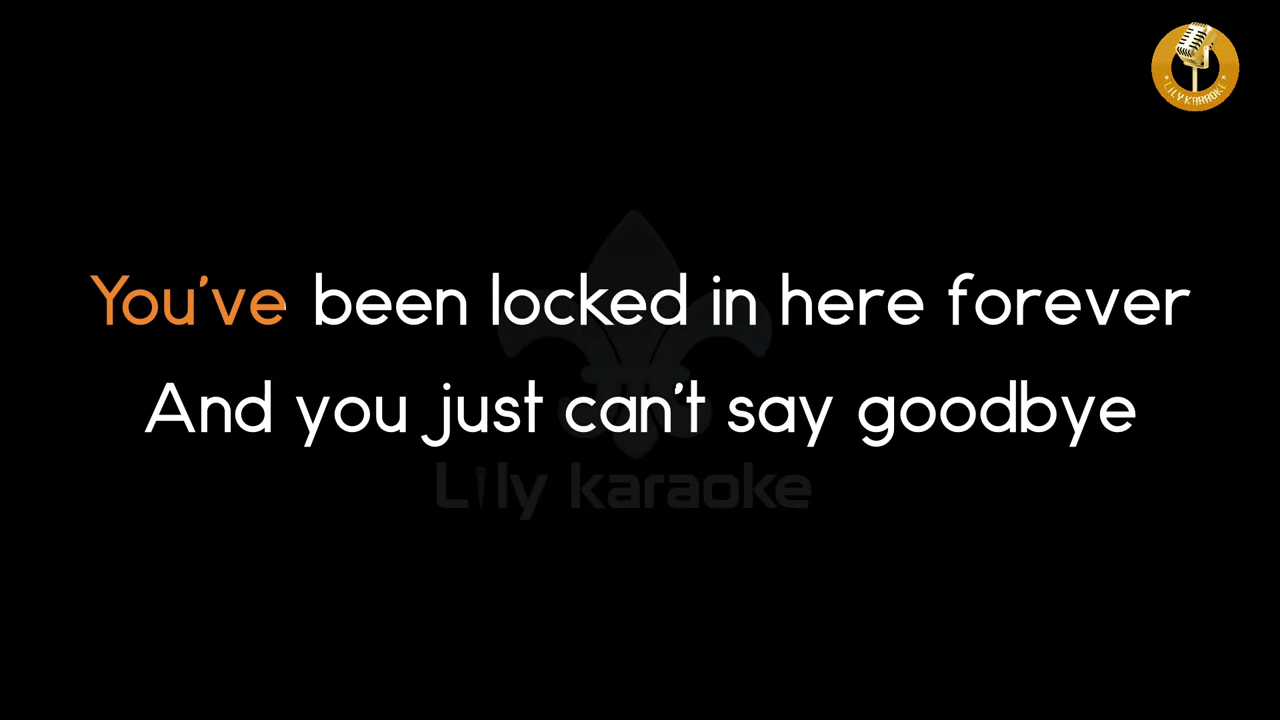 LILY KARAOKE
You've been locked in here forever
And you just can't say goodbye
Lily karaoke